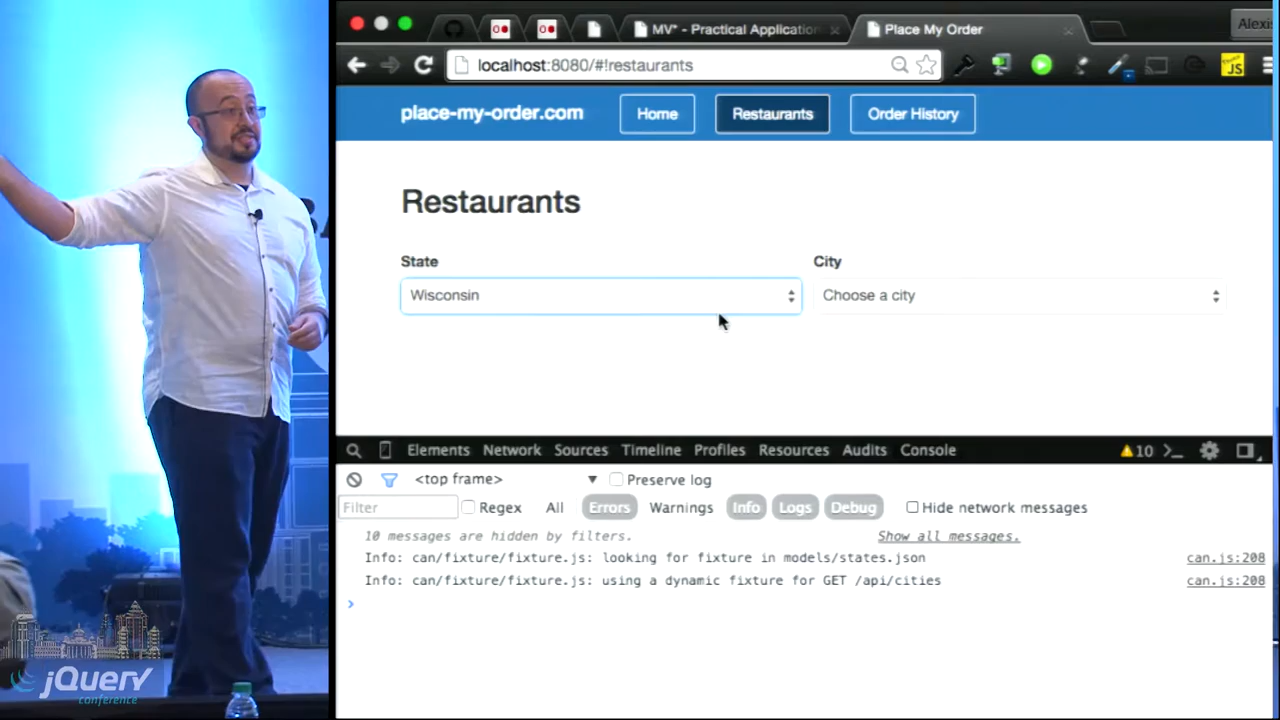 MV* - Practical Application
Place My Order
Alexis
localhost:8080/#!restaurants
JS
place-my-order.com
Home
Restaurants
Order History
Restaurants
State
City
Wisconsin
Choose a city
Elements
Network
Sources
Timeline
Profiles
Resources
Audits
Console
10
<top frame>
Preserve log
Filter
Regex
All
Errors
Warnings
Info
Logs
Debug
Hide network messages
10 messages are hidden by filters.
Show all messages.
Info: can/fixture/fixture.js: looking for fixture in models/states.json
can.js:208
Info: can/fixture/fixture.js: using a dynamic fixture for GET /api/cities
can.js:208
jQuery
conference